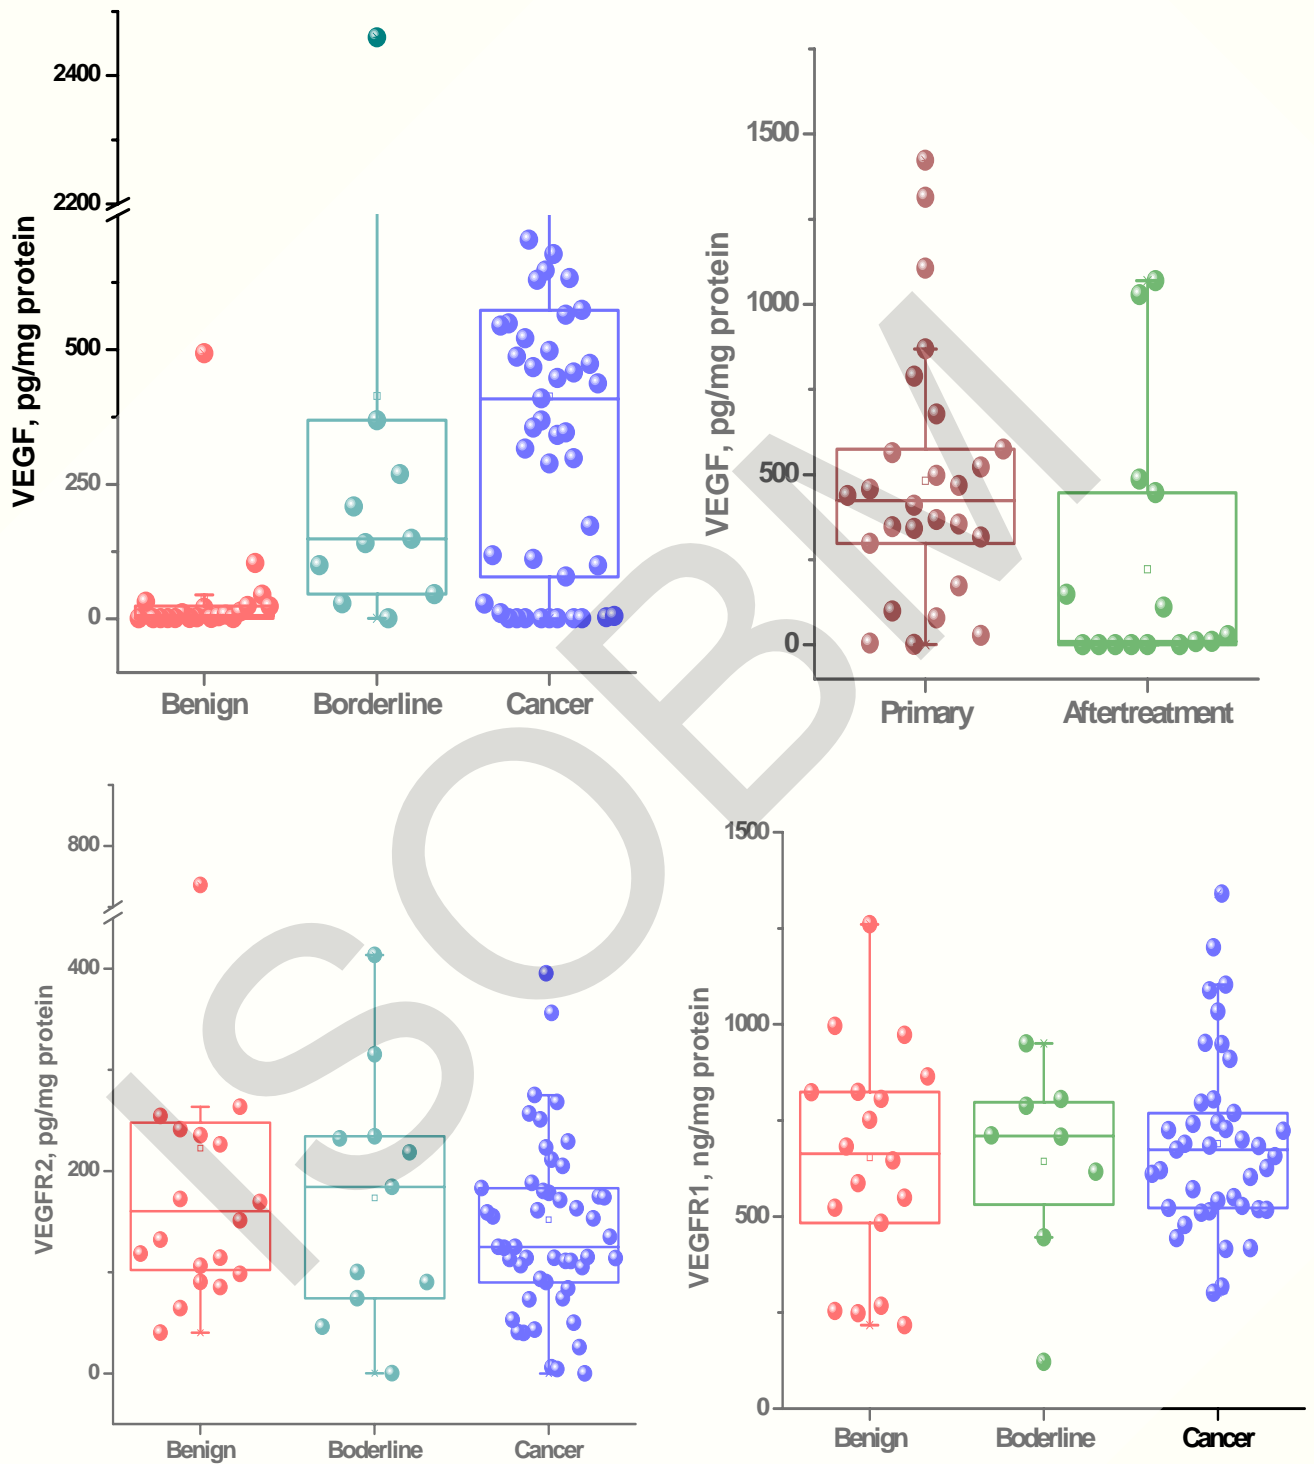 VEGF, pg/mg protein
2400
2200
500
250
0
Benign
Borderline
Cancer
VEGF, pg/mg protein
1500
1000
500
0
Primary
Aftertreatment
VEGFR2, pg/mg protein
800
400
200
0
Benign
Boderline
Cancer
VEGFR1, ng/mg protein
1500
1000
500
0
Benign
Boderline
Cancer
ISOBM